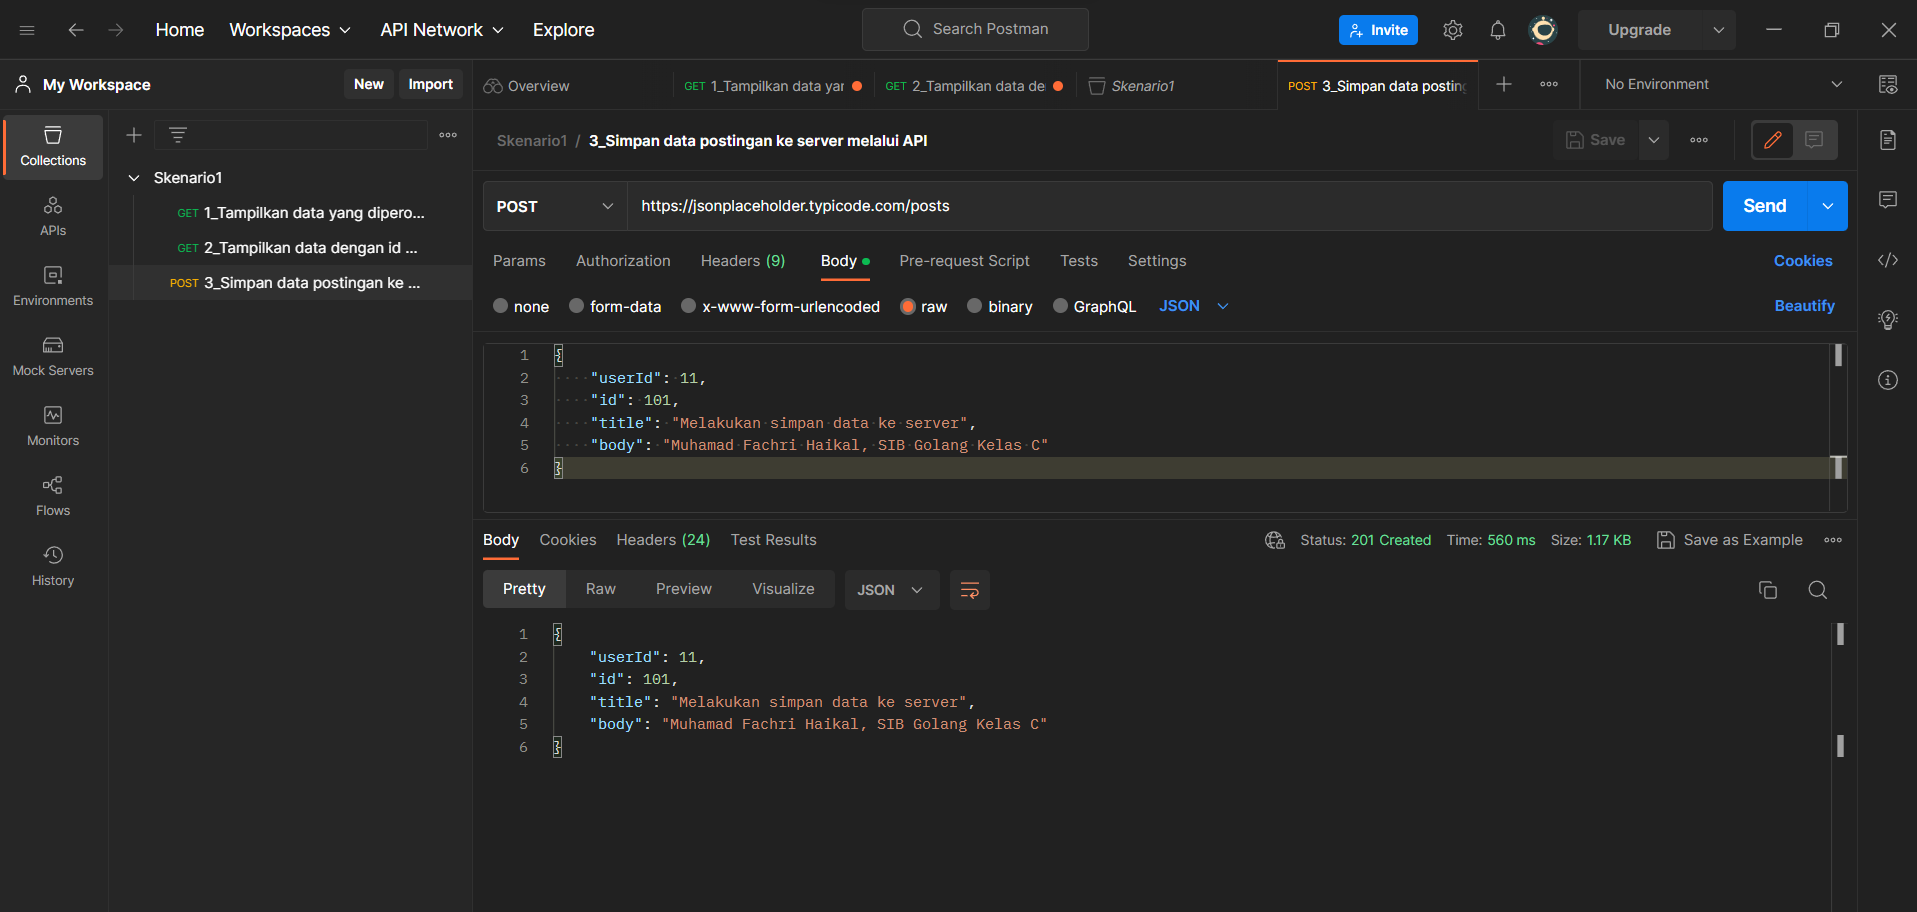 Home
Workspaces
API Network
Explore
Search Postman
Invite
Upgrade
My Workspace
New
Import
Overview
GET 1_Tampilkan data yar
GET 2_Tampilkan data de
Skenario1
POST 3_Simpan data posting
No Environment
Collections
APIs
Environments
Mock Servers
Monitors
Flows
History
Skenario1
GET 1_Tampilkan data yang dipero...
GET 2_Tampilkan data dengan id ...
POST 3_Simpan data postingan ke ...
Skenario1 / 3_Simpan data postingan ke server melalui API
Save
POST
https://jsonplaceholder.typicode.com/posts
Send
Params
Authorization
Headers (9)
Body
Pre-request Script
Tests
Settings
Cookies
none
form-data
x-www-form-urlencoded
raw
binary
GraphQL
JSON
Beautify
1 {
2 "userId": 11,
3 "id": 101,
4 "title": "Melakukan simpan data ke server",
5 "body": "Muhamad Fachri Haikal, SIB Golang Kelas C"
6 }
Body
Cookies
Headers (24)
Test Results
Status: 201 Created
Time: 560 ms
Size: 1.17 KB
Save as Example
Pretty
Raw
Preview
Visualize
JSON
1 {
2 "userId": 11,
3 "id": 101,
4 "title": "Melakukan simpan data ke server",
5 "body": "Muhamad Fachri Haikal, SIB Golang Kelas C"
6 }